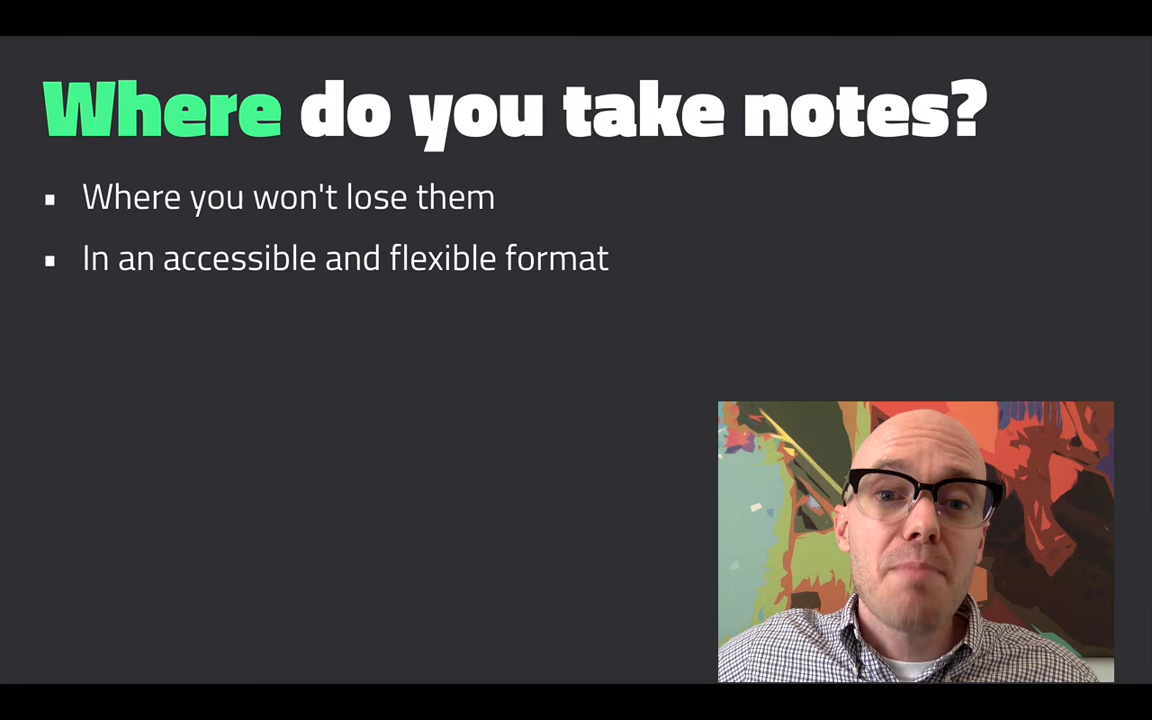 Where do you take notes?
▪ Where you won't lose them
▪ In an accessible and flexible format